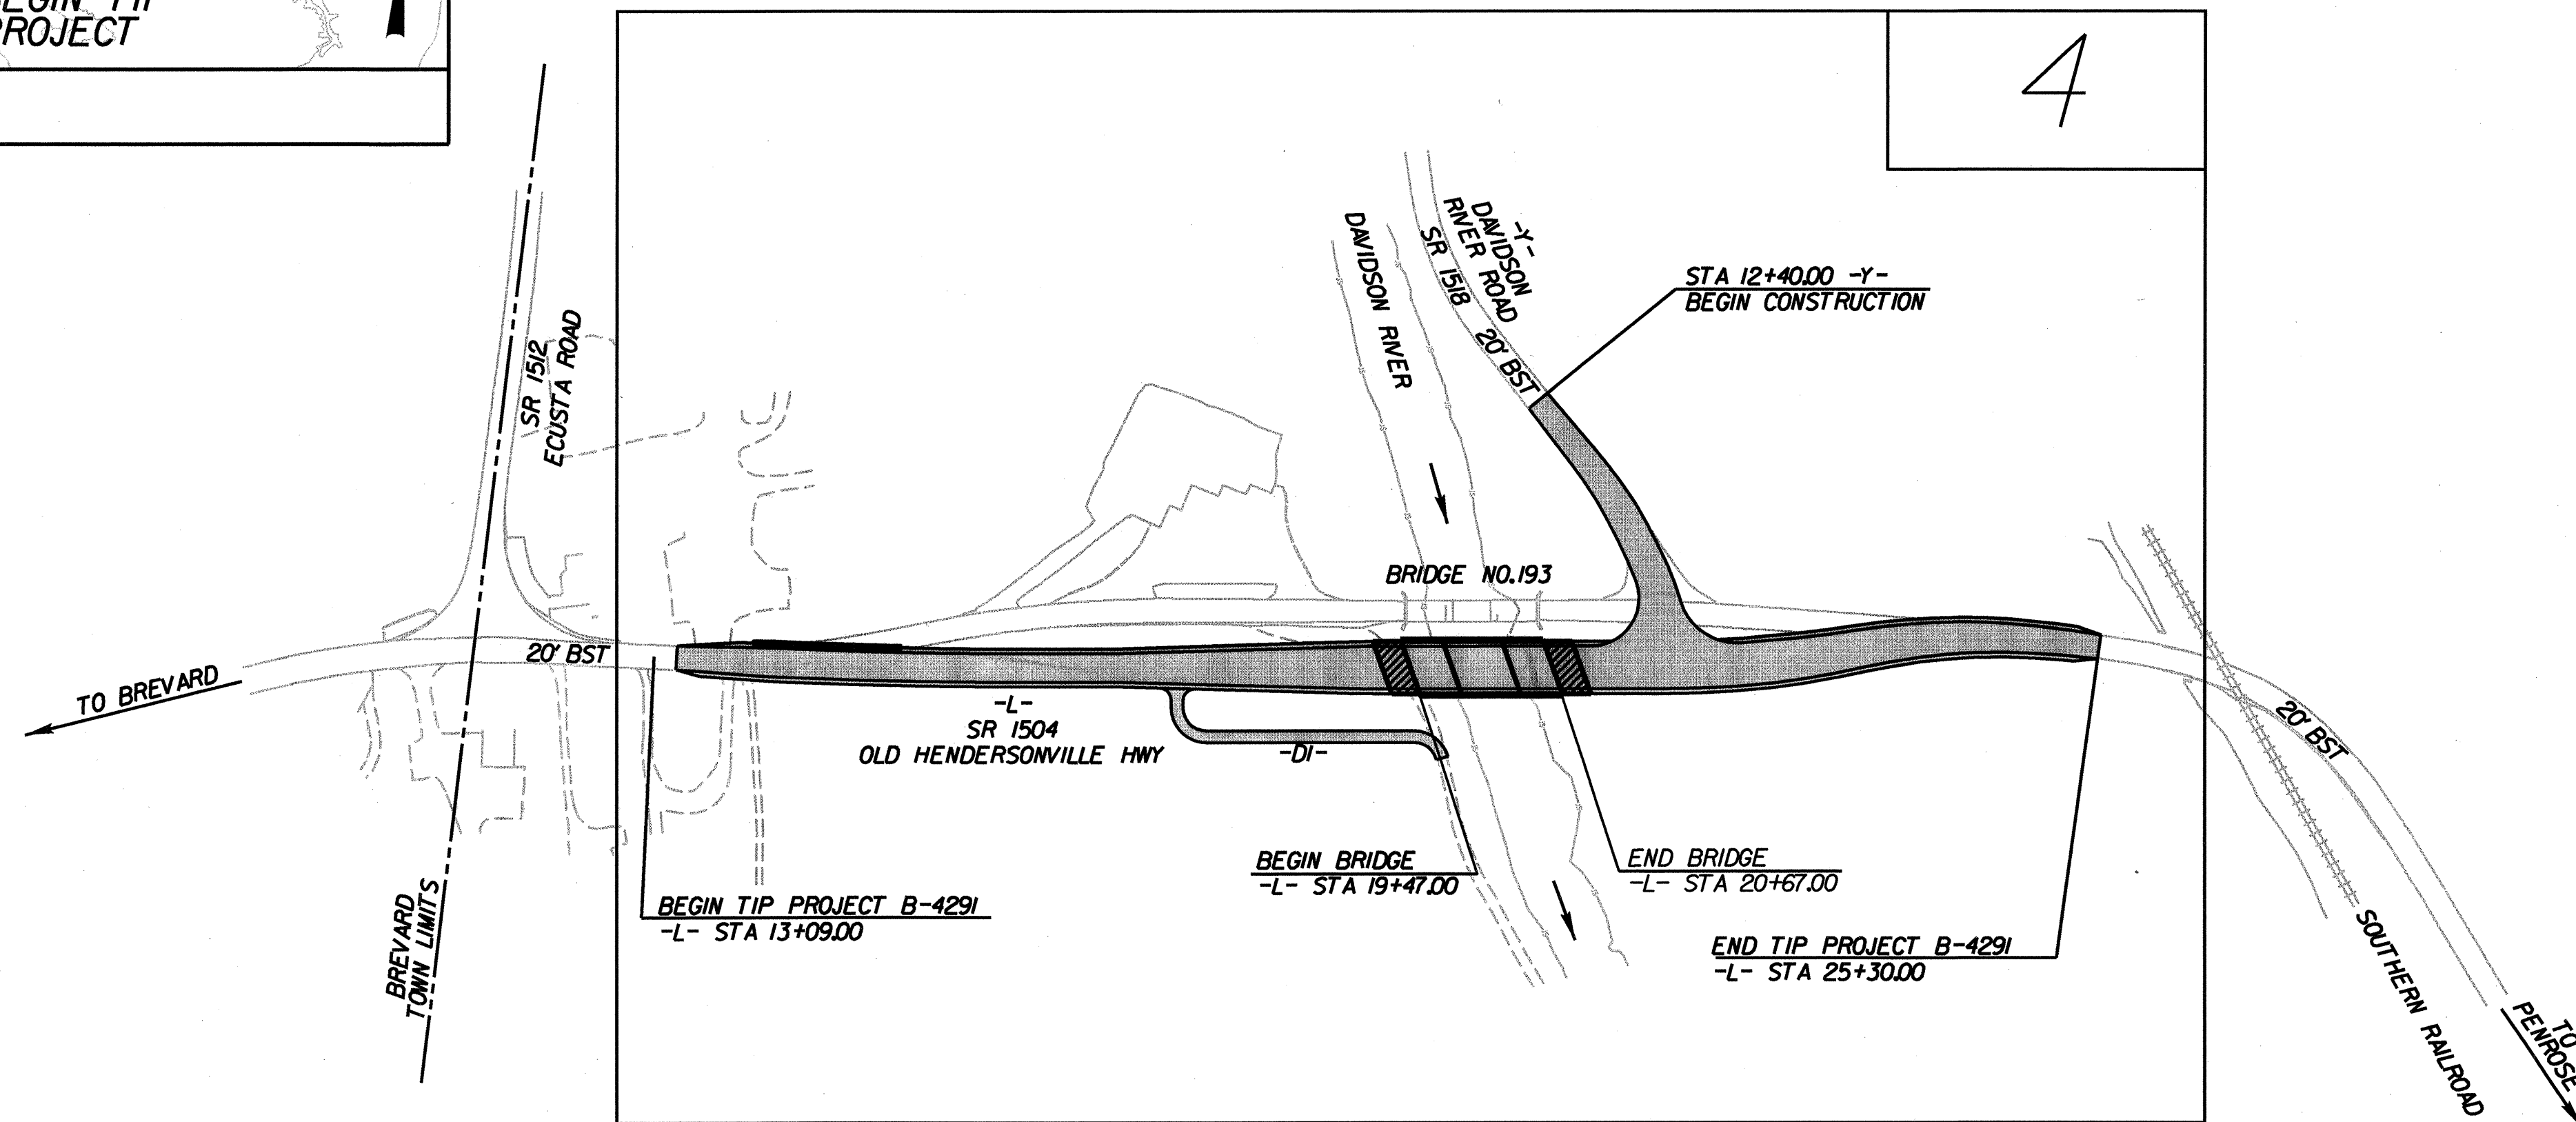 BEGIN TIP
PROJECT
4
SR 1512
ECUSTA ROAD
DAVIDSON RIVER
-Y-
DAVIDSON
RIVER ROAD
SR 1518
20' BST
STA 12+40.00 -Y-
BEGIN CONSTRUCTION
BRIDGE NO.193
20' BST
TO BREVARD
-L-
SR 1504
OLD HENDERSONVILLE HWY
-D1-
20' BST
BEGIN BRIDGE
-L- STA 19+47.00
END BRIDGE
-L- STA 20+67.00
BEGIN TIP PROJECT B-4291
-L- STA 13+09.00
END TIP PROJECT B-4291
-L- STA 25+30.00
BREVARD
TOWN LIMITS
SOUTHERN RAILROAD
TO
PENROSE